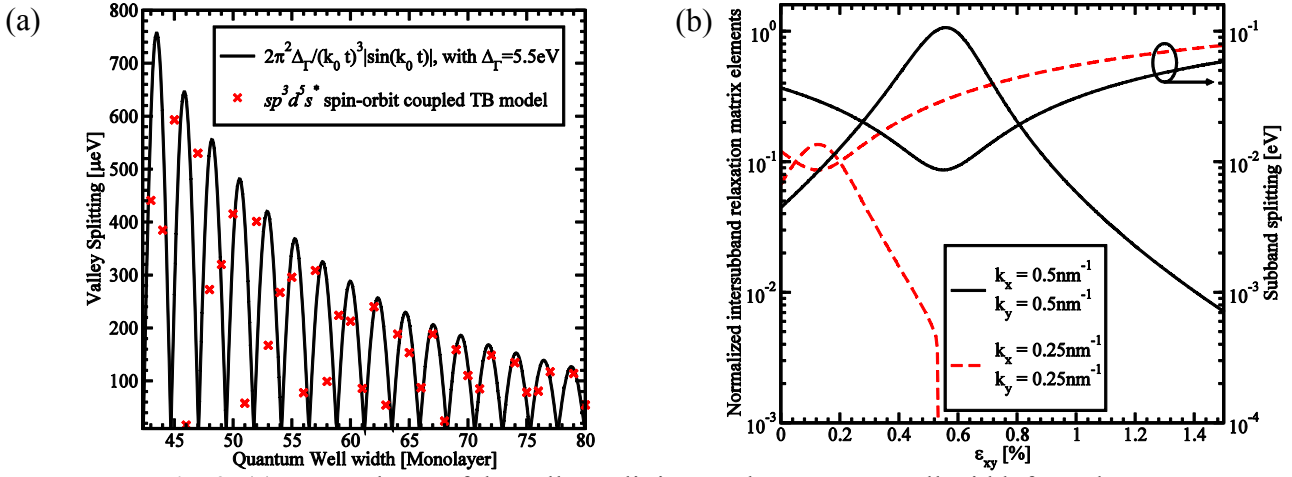 (a)
800
700
600
500
400
300
200
100
Valley Splitting [μeV]
2π²Δ_Γ/(k₀ t)³|sin(k₀ t)|, with Δ_Γ=5.5eV
sp³d⁵s* spin-orbit coupled TB model
45 50 55 60 65 70 75 80
Quantum Well width [Monolayer]
(b)
Normalized intersubband relaxation matrix elements
10⁰
10⁻¹
10⁻²
10⁻³
10⁻¹
10⁻²
10⁻³
10⁻⁴
Subband splitting [eV]
k_x = 0.5nm⁻¹
k_y = 0.5nm⁻¹
k_x = 0.25nm⁻¹
k_y = 0.25nm⁻¹
0 0.2 0.4 0.6 0.8 1 1.2 1.4
ε_xy [%]